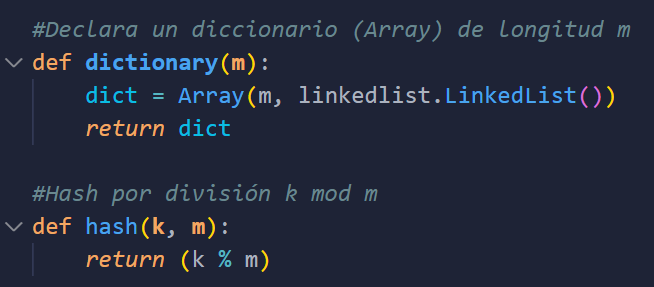 #Declara un diccionario (Array) de longitud m
def dictionary(m):
    dict = Array(m, linkedlist.LinkedList())
    return dict
#Hash por división k mod m
def hash(k, m):
    return (k % m)